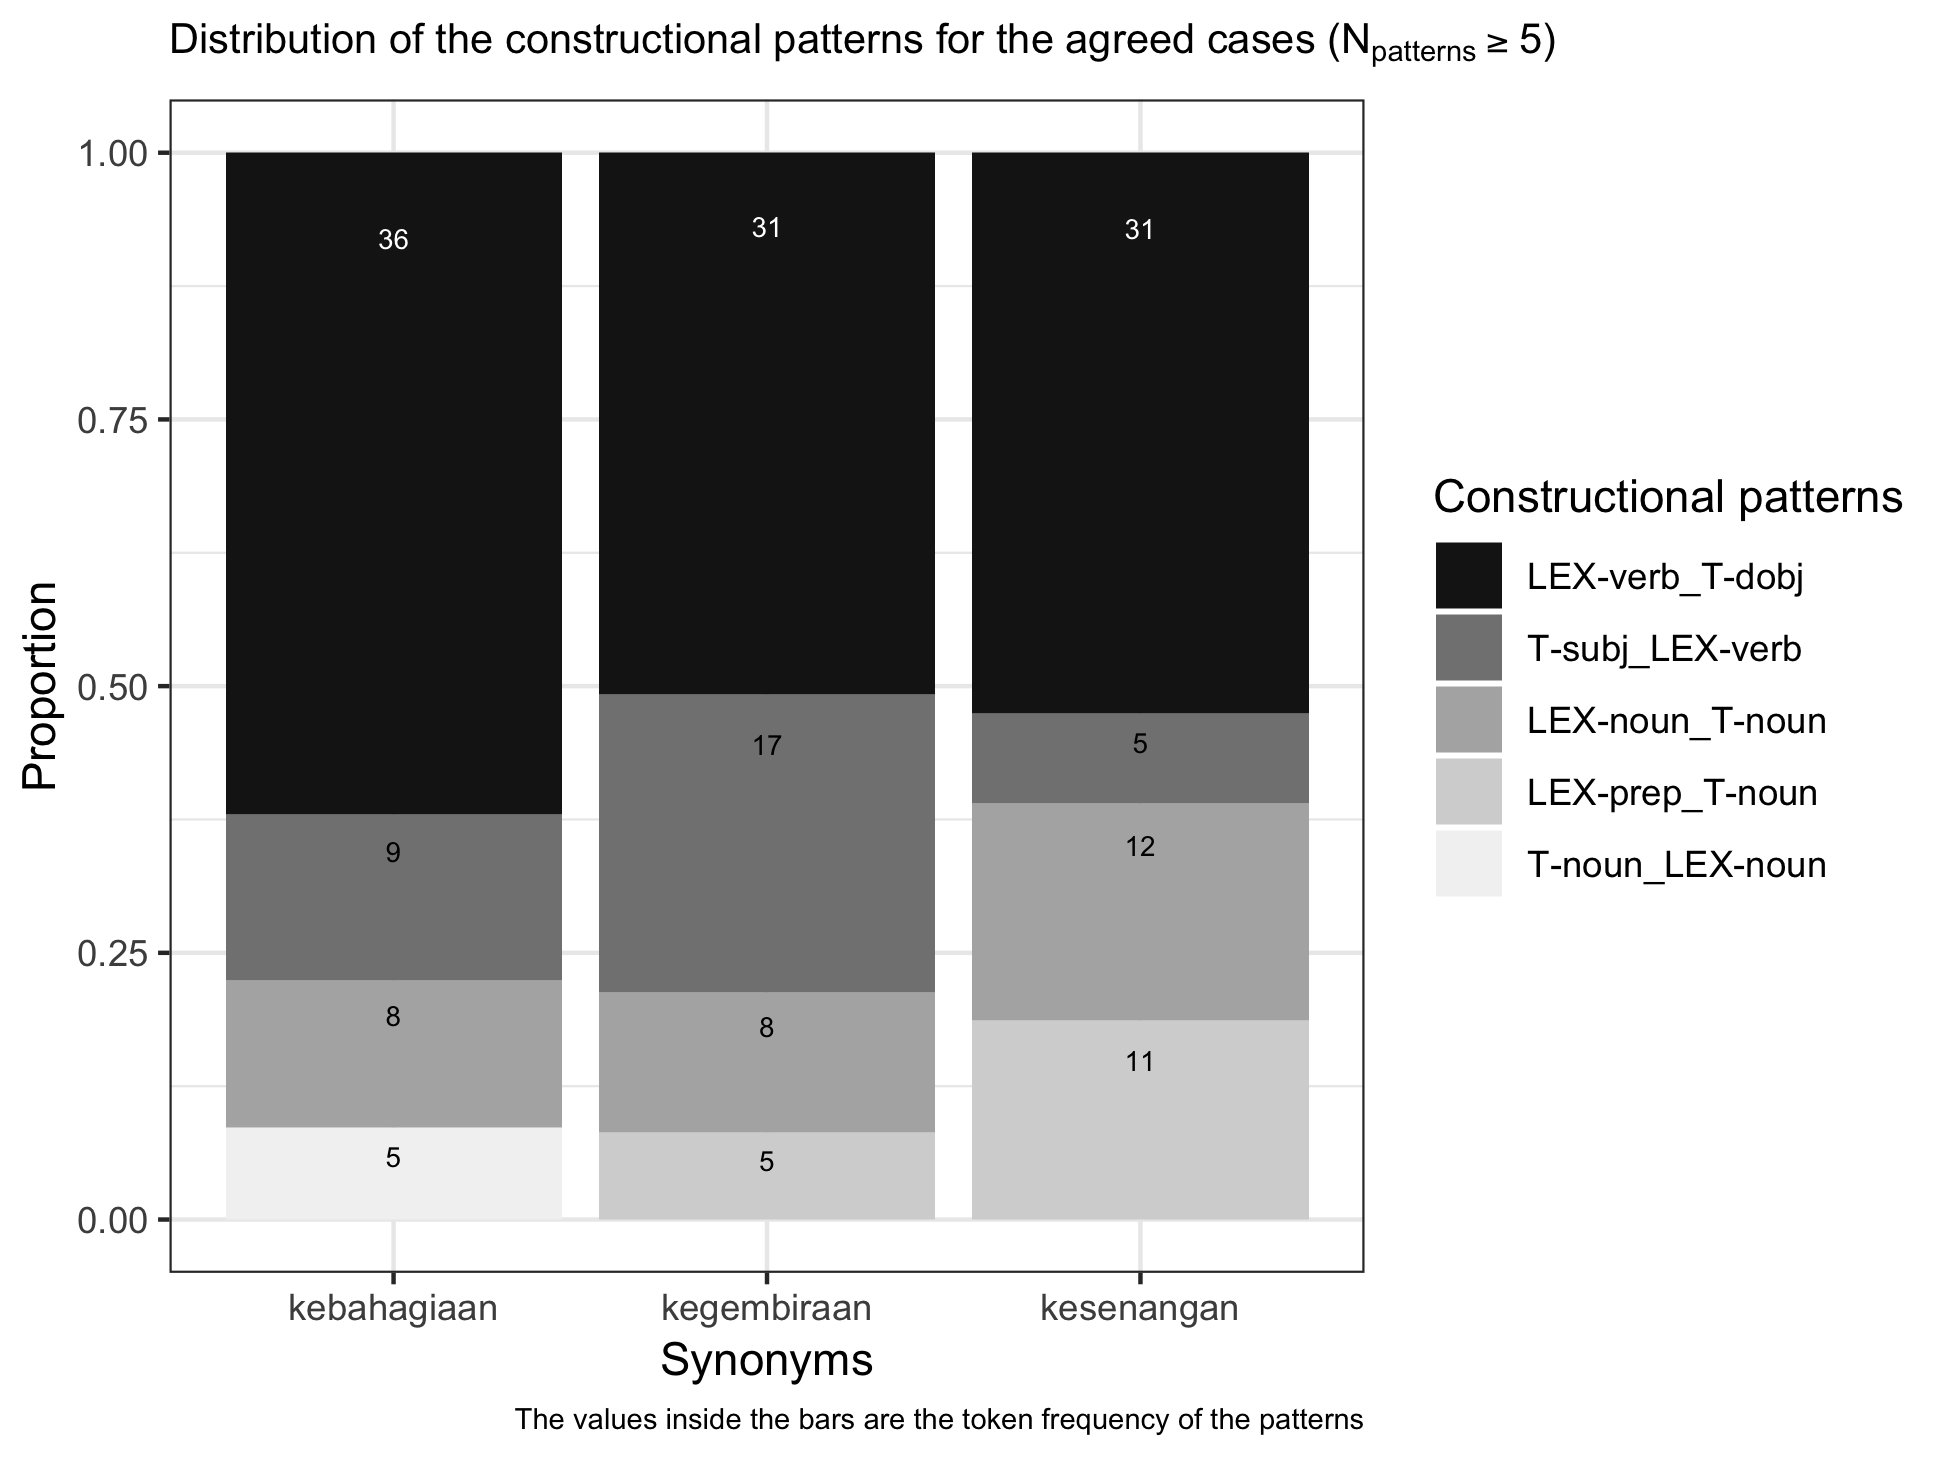 Distribution of the constructional patterns for the agreed cases (Npatterns ≥ 5)
1.00
0.75
0.50
0.25
0.00
Proportion
36
9
8
5
31
17
8
5
31
5
12
11
kebahagiaan
kegembiraan
kesenangan
Synonyms
The values inside the bars are the token frequency of the patterns
Constructional patterns
LEX-verb_T-dobj
T-subj_LEX-verb
LEX-noun_T-noun
LEX-prep_T-noun
T-noun_LEX-noun